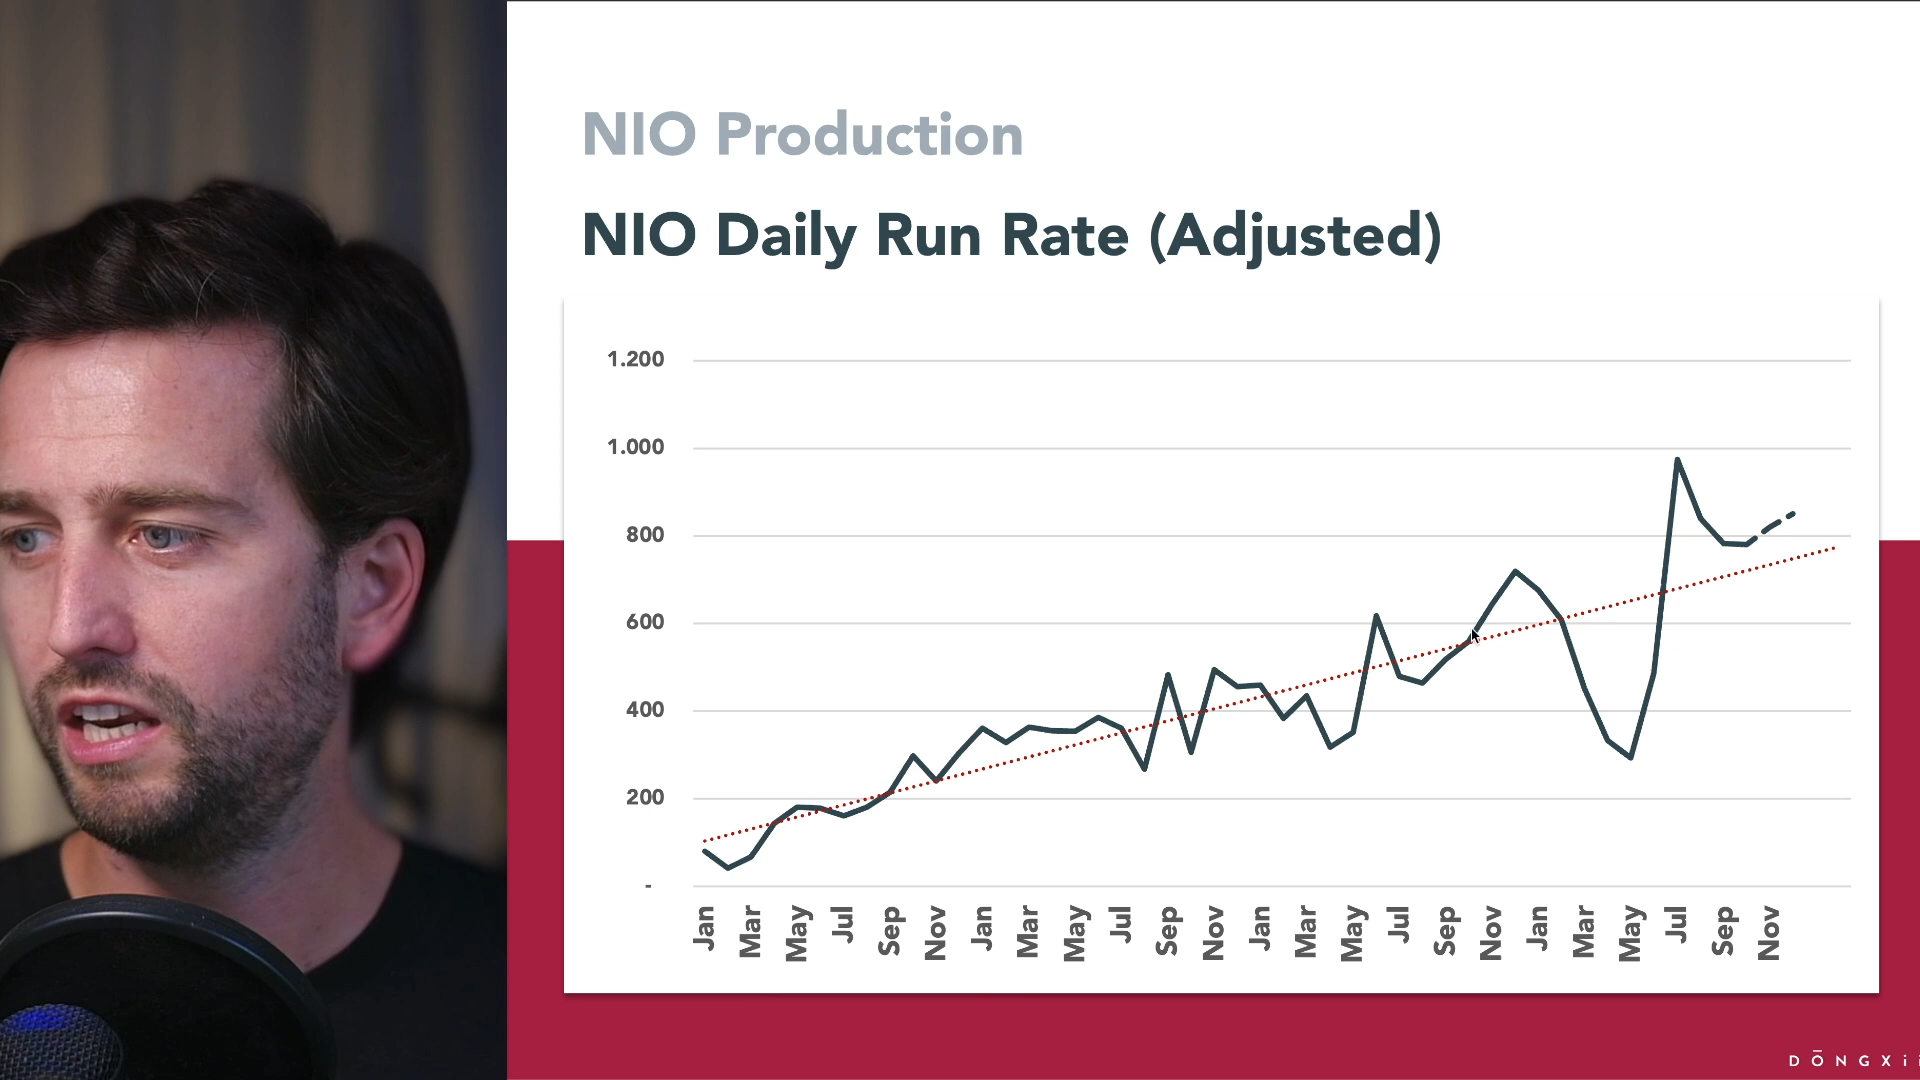 NIO Production
NIO Daily Run Rate (Adjusted)
1.200
1.000
800
600
400
200
-
Jan Mar May Jul Sep Nov Jan Mar May Jul Sep Nov Jan Mar May Jul Sep Nov Jan Mar May Jul Sep Nov
DŌNGXii